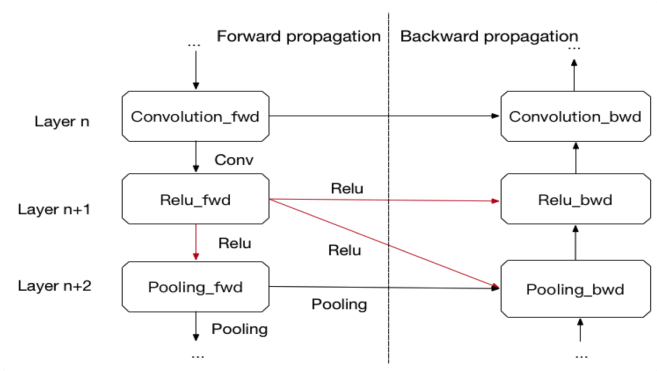 Forward propagation
Backward propagation
...
...
Layer n
Convolution_fwd
Convolution_bwd
Conv
Layer n+1
Relu_fwd
Relu
Relu_bwd
Relu
Relu
Layer n+2
Pooling_fwd
Pooling
Pooling_bwd
Pooling
...
...